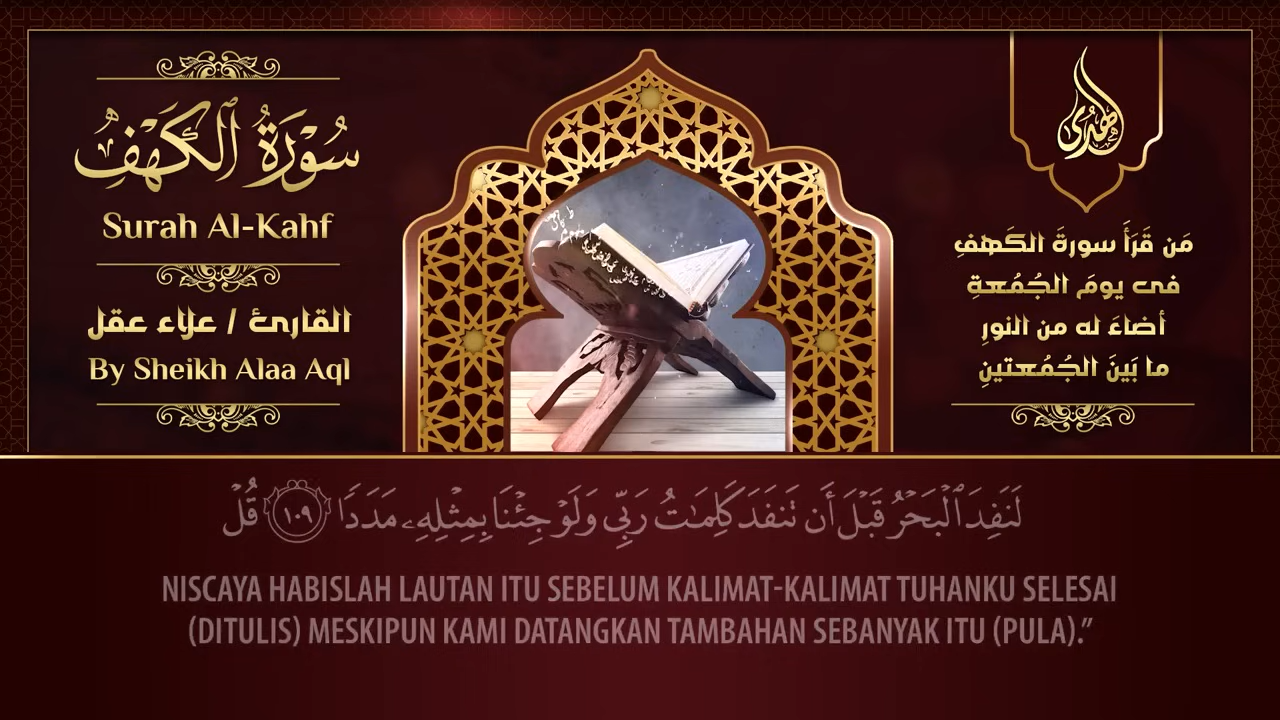 سُورَةُ ٱلْكَهْفِ
Surah Al-Kahf
القارئ / علاء عقل
By Sheikh Alaa Aql
الهدى
مَن قَرَأَ سورةَ الكَهفِ
فى يومَ الجُمُعةِ
أضاءَ له من النورِ
ما بَينَ الجُمُعتينِ
لَنَفِدَ ٱلْبَحْرُ قَبْلَ أَن تَنفَدَ كَلِمَـٰتُ رَبِّى وَلَوْ جِئْنَا بِمِثْلِهِۦ مَدَدًا ١٠٩ قُلْ
NISCAYA HABISLAH LAUTAN ITU SEBELUM KALIMAT-KALIMAT TUHANKU SELESAI
(DITULIS) MESKIPUN KAMI DATANGKAN TAMBAHAN SEBANYAK ITU (PULA).”